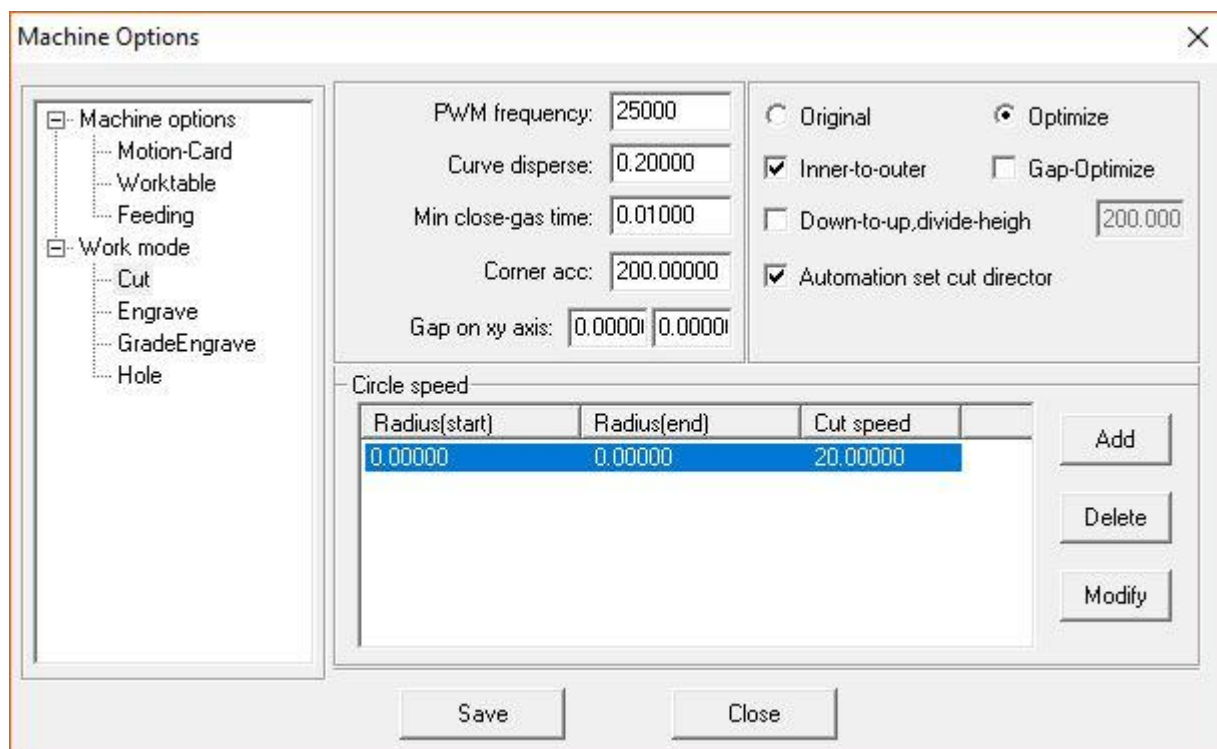 Machine Options
Machine options
Motion-Card
Worktable
Feeding
Work mode
Cut
Engrave
GradeEngrave
Hole
PWM frequency: 25000
Curve disperse: 0.20000
Min close-gas time: 0.01000
Corner acc: 200.00000
Gap on xy axis: 0.0000 0.0000
Original Optimize
Inner-to-outer Gap-Optimize
Down-to-up,divide-heigh 200.000
Automation set cut director
Circle speed
Radius(start) Radius(end) Cut speed
0.00000 0.00000 20.00000
Add
Delete
Modify
Save Close